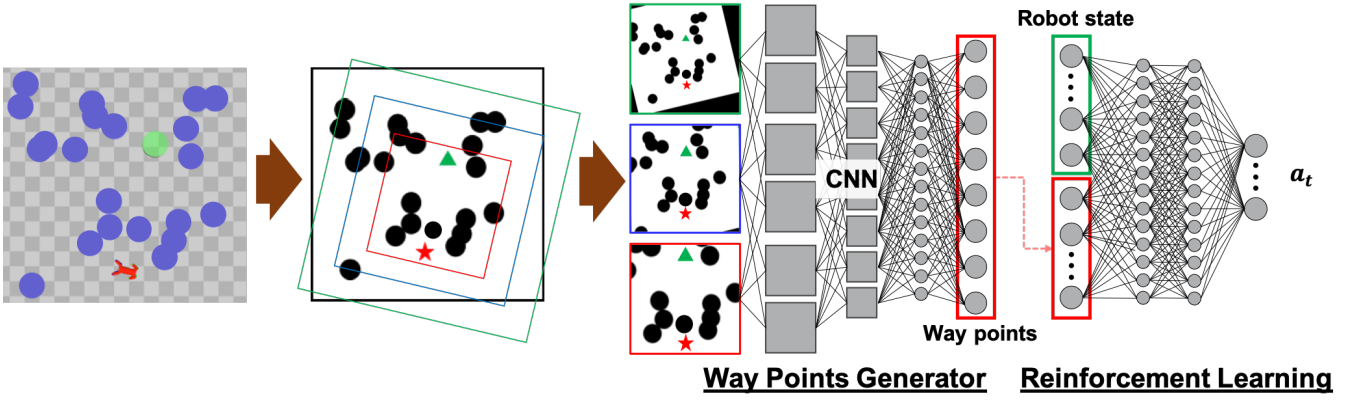 Robot state
CNN
a_t
Way points
Way Points Generator
Reinforcement Learning